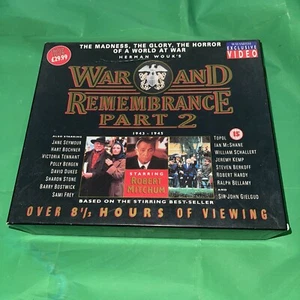 £29.99
THE MADNESS, THE GLORY, THE HORROR
OF A WORLD AT WAR
HERMAN WOUK'S
EXCLUSIVE
VIDEO
WAR AND
REMEMBRANCE
PART 2
1943 - 1945
ALSO STARRING
JANE SEYMOUR
HART BOCHNER
VICTORIA TENNANT
POLLY BERGEN
DAVID DUKES
SHARON STONE
BARRY BOSTWICK
SAMI FREY
STARRING
ROBERT
MITCHUM
TOPOL
15
IAN McSHANE
WILLIAM SCHALLERT
JEREMY KEMP
STEVEN BERKOFF
ROBERT HARDY
RALPH BELLAMY
AND
SIR JOHN GIELGUD
BASED ON THE STIRRING BEST-SELLER
OVER 8½ HOURS OF VIEWING